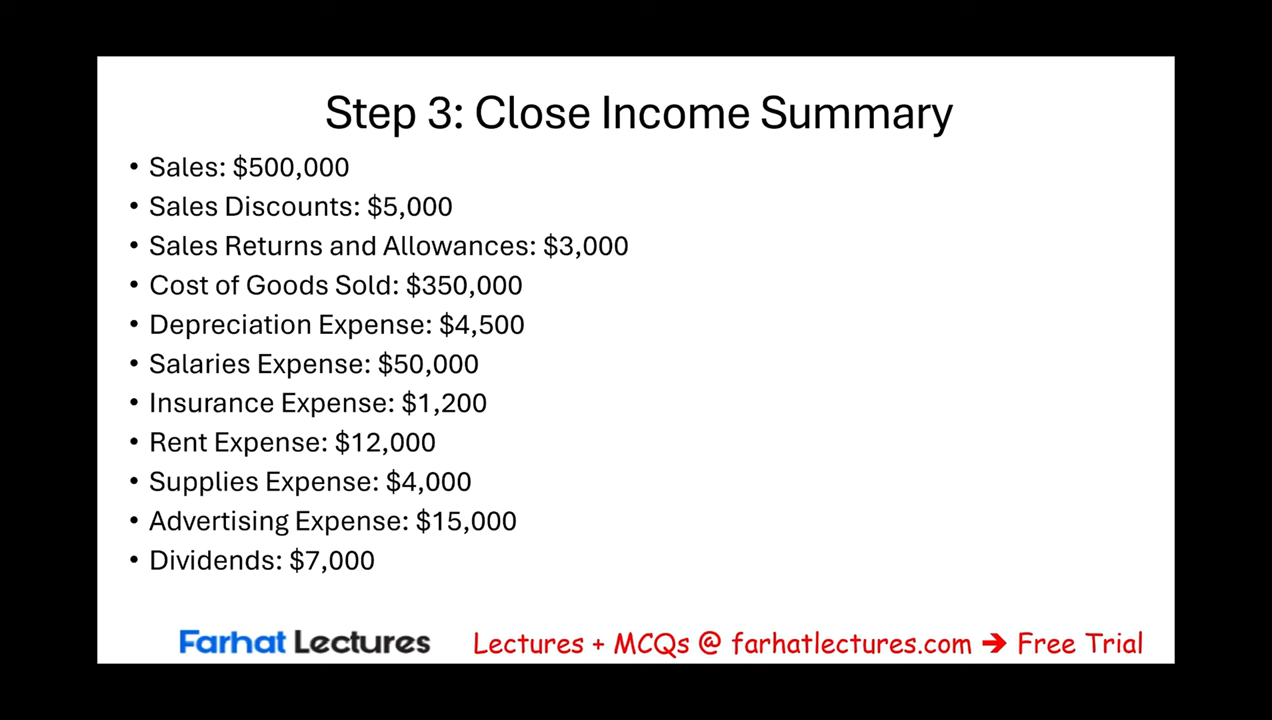 Step 3: Close Income Summary
• Sales: $500,000
• Sales Discounts: $5,000
• Sales Returns and Allowances: $3,000
• Cost of Goods Sold: $350,000
• Depreciation Expense: $4,500
• Salaries Expense: $50,000
• Insurance Expense: $1,200
• Rent Expense: $12,000
• Supplies Expense: $4,000
• Advertising Expense: $15,000
• Dividends: $7,000
Farhat Lectures Lectures + MCQs @ farhatlectures.com ➔ Free Trial